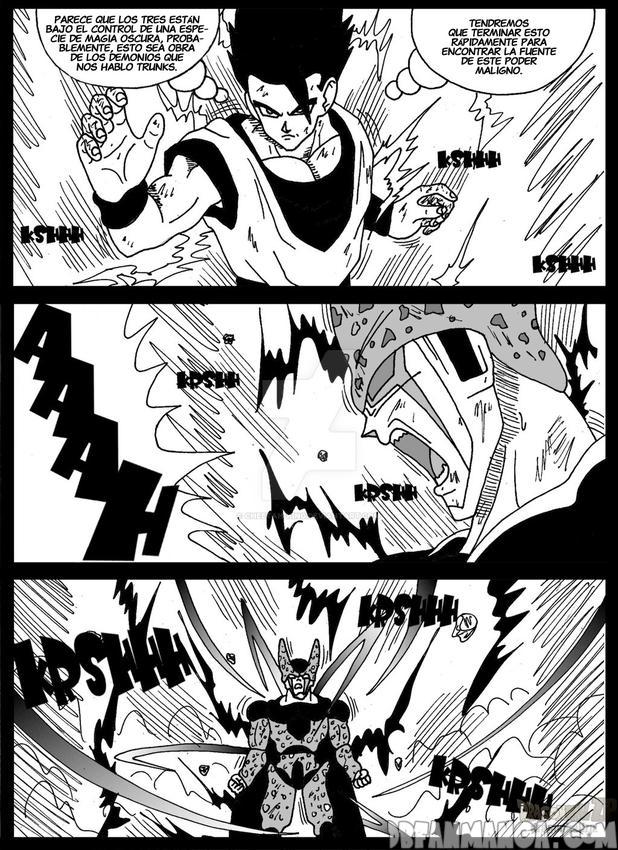 PARECE QUE LOS TRES ESTÁN
BAJO EL CONTROL DE UNA ESPE-
CIE DE MAGIA OSCURA, PROBA-
BLEMENTE, ESTO SEA OBRA
DE LOS DEMONIOS QUE
NOS HABLO TRUNKS.
TENDREMOS
QUE TERMINAR ESTO
RAPIDAMENTE PARA
ENCONTRAR LA FUENTE
DE ESTE PODER
MALIGNO.
KSHHH
KSHHH
KSHHH
AAAAHH
KRSHH
KRSHH
KRSHHH
KRSHHH
KRSHHH
DBFANMANGA.COM